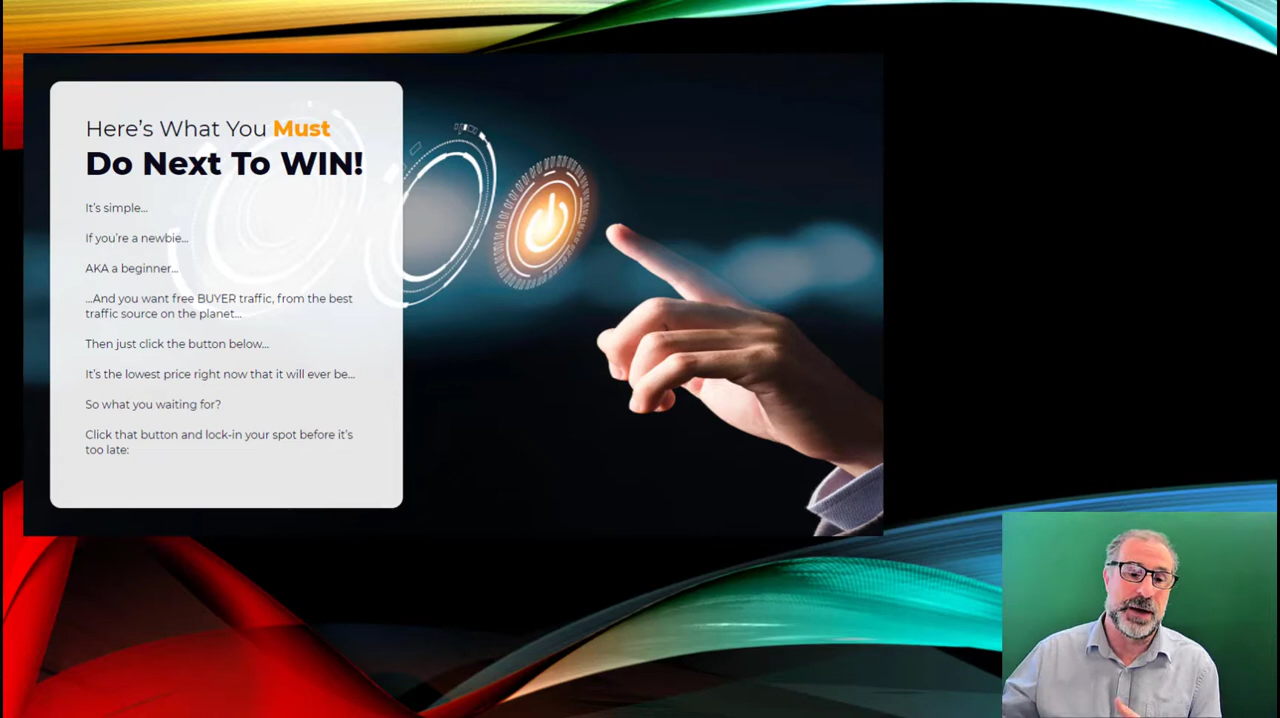 Here's What You Must
Do Next To WIN!
It's simple...
If you're a newbie...
AKA a beginner...
...And you want free BUYER traffic, from the best
traffic source on the planet...
Then just click the button below...
It's the lowest price right now that it will ever be...
So what you waiting for?
Click that button and lock-in your spot before it's
too late: